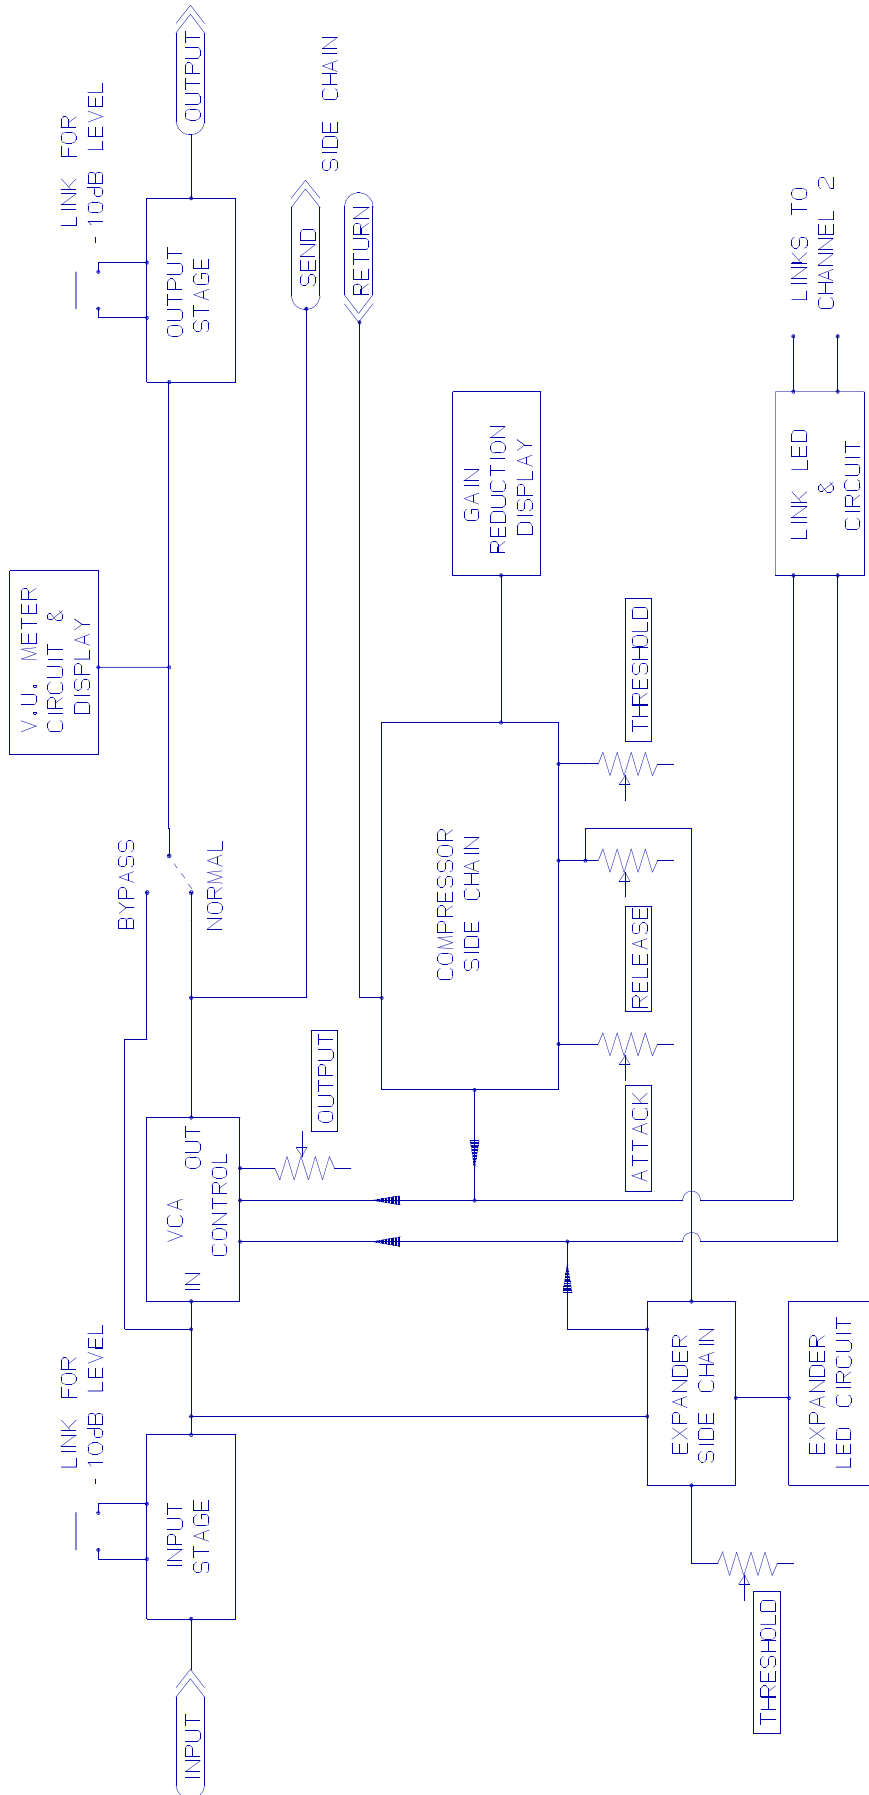 INPUT
LINK FOR
-10dB LEVEL
INPUT
STAGE
IN
VCA
OUT
CONTROL
OUTPUT
BYPASS
NORMAL
V.U. METER
CIRCUIT &
DISPLAY
LINK FOR
-10dB LEVEL
OUTPUT
STAGE
OUTPUT
SEND
RETURN
SIDE CHAIN
COMPRESSOR
SIDE CHAIN
GAIN
REDUCTION
DISPLAY
ATTACK
RELEASE
THRESHOLD
THRESHOLD
EXPANDER
SIDE CHAIN
EXPANDER
LED CIRCUIT
LINK LED
&
CIRCUIT
LINKS TO
CHANNEL 2